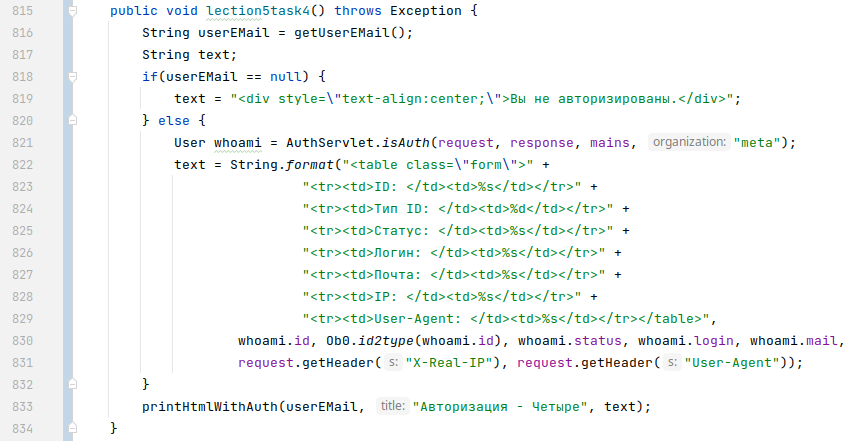 815 public void lection5task4() throws Exception {
816 String userEMail = getUserEMail();
817 String text;
818 if(userEMail == null) {
819 text = "<div style=\"text-align:center;\">Вы не авторизированы.</div>";
820 } else {
821 User whoami = AuthServlet.isAuth(request, response, mains, organization: "meta");
822 text = String.format("<table class=\"form\">" +
823 "<tr><td>ID: </td><td>%s</td></tr>" +
824 "<tr><td>Тип ID: </td><td>%d</td></tr>" +
825 "<tr><td>Статус: </td><td>%s</td></tr>" +
826 "<tr><td>Логин: </td><td>%s</td></tr>" +
827 "<tr><td>Почта: </td><td>%s</td></tr>" +
828 "<tr><td>IP: </td><td>%s</td></tr>" +
829 "<tr><td>User-Agent: </td><td>%s</td></tr></table>",
830 whoami.id, Ob0.id2type(whoami.id), whoami.status, whoami.login, whoami.mail,
831 request.getHeader( s: "X-Real-IP"), request.getHeader( s: "User-Agent"));
832 }
833 printHtmlWithAuth(userEMail, title: "Авторизация - Четыре", text);
834 }